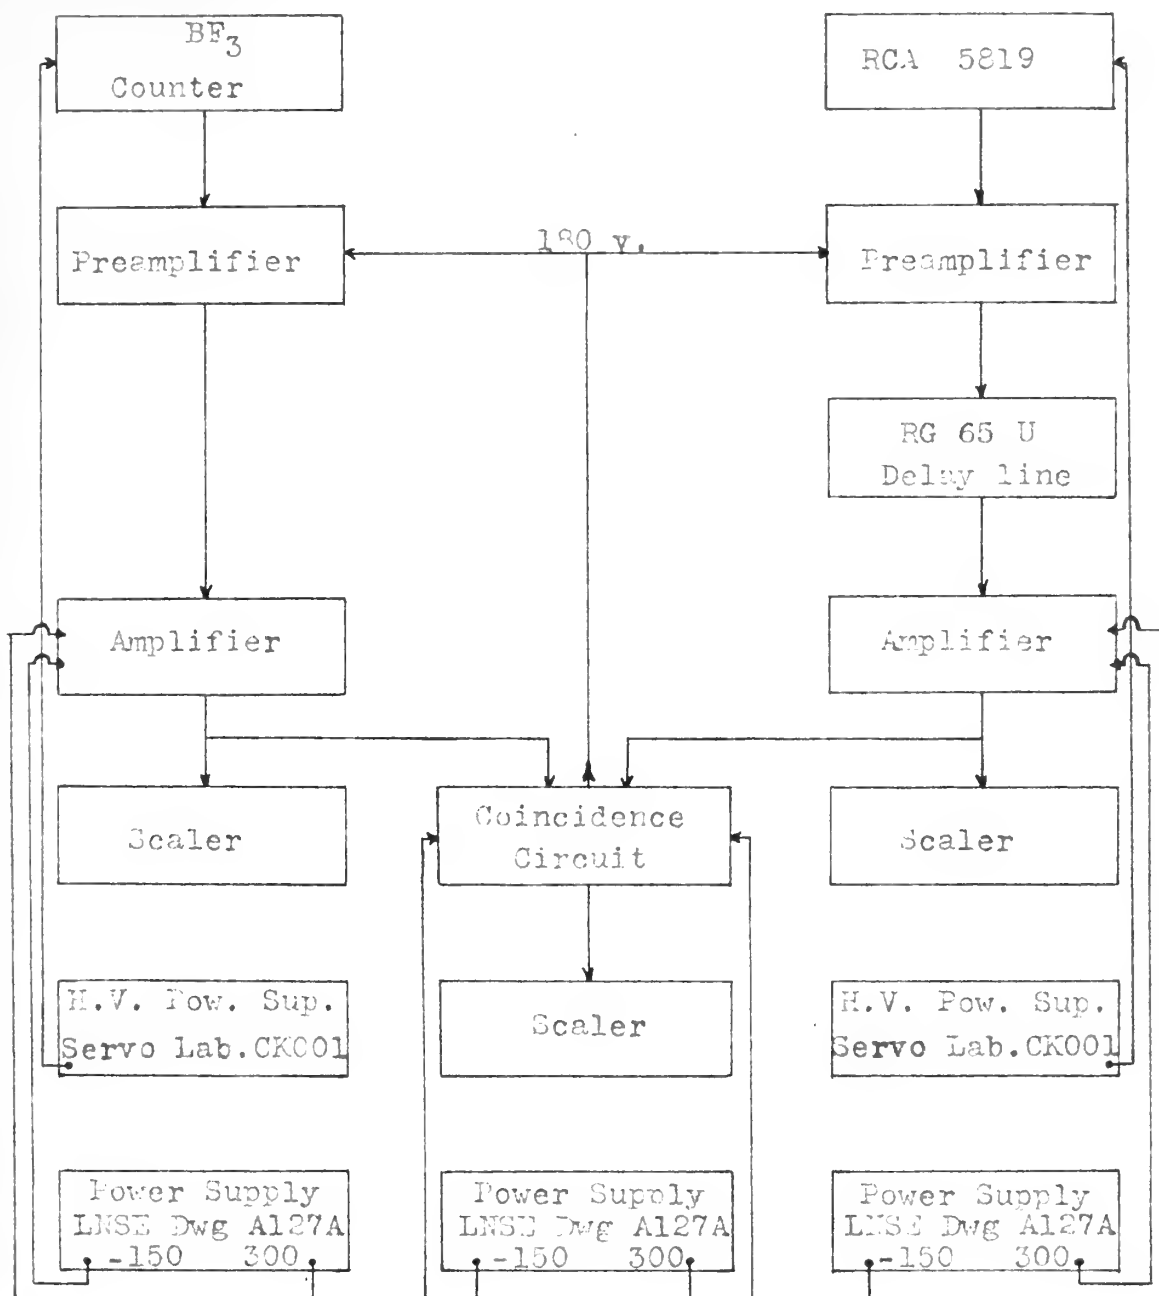 BF3
Counter
RCA 5819
Preamplifier
180 v.
Preamplifier
RG 65 U
Delay line
Amplifier
Amplifier
Scaler
Coincidence
Circuit
Scaler
H.V. Pow. Sup.
Servo Lab.CK001
Scaler
H.V. Pow. Sup.
Servo Lab.CK001
Power Supply
LNSE Dwg A127A
-150 300
Power Supply
LNSE Dwg A127A
-150 300
Power Supply
LNSE Dwg A127A
-150 300